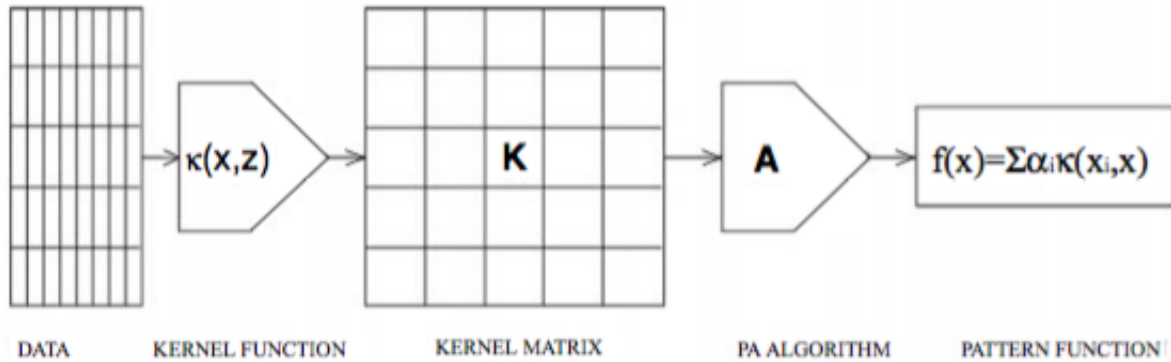 κ(x,z)
K
A
f(x)=Σαᵢκ(xᵢ,x)
DATA
KERNEL FUNCTION
KERNEL MATRIX
PA ALGORITHM
PATTERN FUNCTION